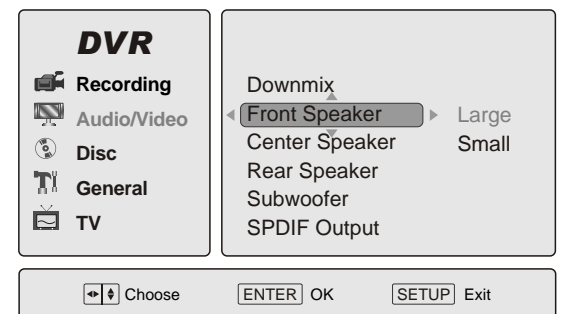 DVR
Recording
Audio/Video
Disc
General
TV
Downmix
Front Speaker
Center Speaker
Rear Speaker
Subwoofer
SPDIF Output
Large
Small
Choose
ENTER OK
SETUP Exit